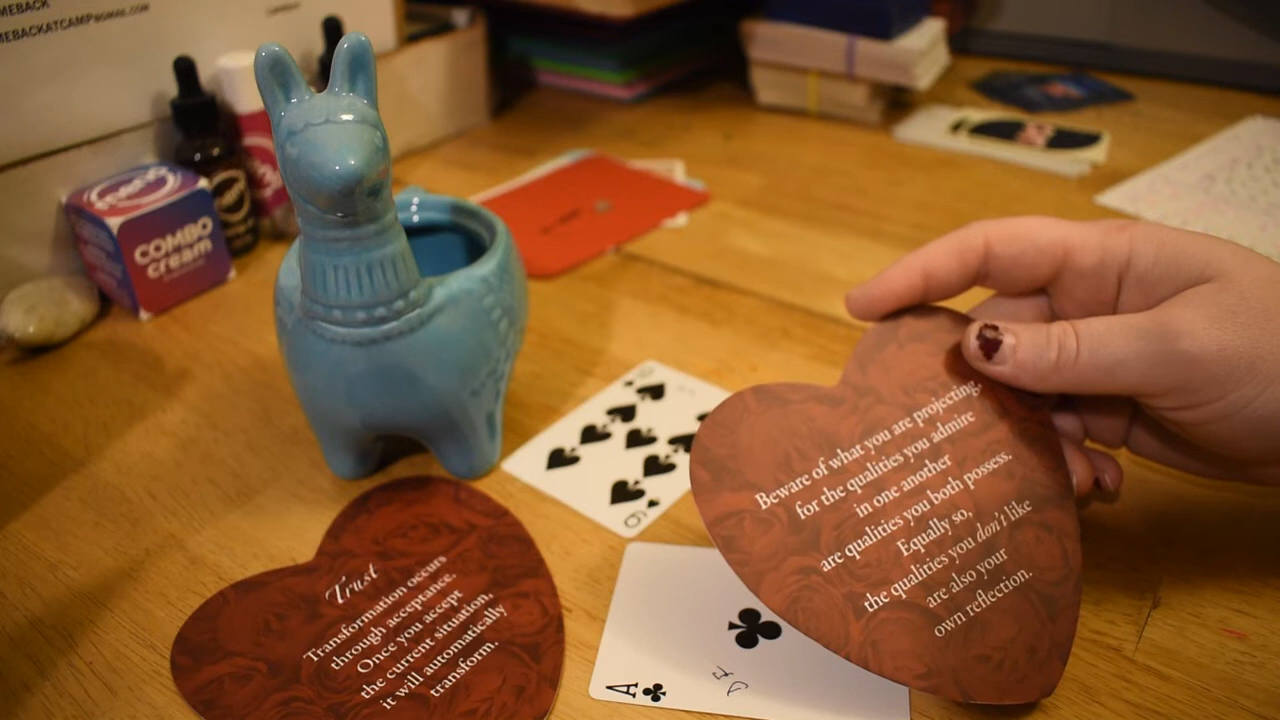 MEBACK
MEBACKATCAMP@GMAIL.COM
COMBO
cream
Trust
Transformation occurs
through acceptance.
Once you accept
the current situation,
it will automatically
transform.
9
A
Beware of what you are projecting,
for the qualities you admire
in one another
are qualities you both possess.
Equally so,
the qualities you don't like
are also your
own reflection.